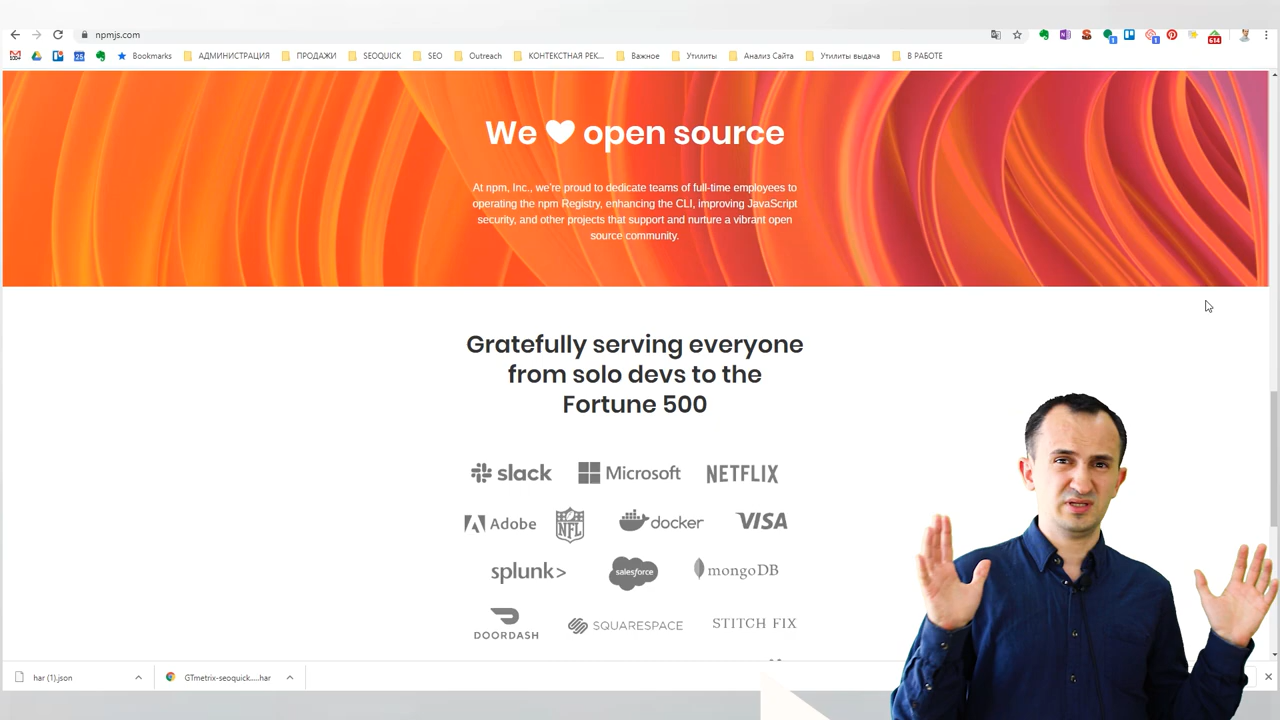 npmjs.com
614
25
1
1
Bookmarks
АДМИНИСТРАЦИЯ
ПРОДАЖИ
SEOQUICK
SEO
Outreach
КОНТЕКСТНАЯ РЕК...
Важное
Утилиты
Анализ Сайта
Утилиты выдача
В РАБОТЕ
We open source
At npm, Inc., we're proud to dedicate teams of full-time employees to
operating the npm Registry, enhancing the CLI, improving JavaScript
security, and other projects that support and nurture a vibrant open
source community.
Gratefully serving everyone
from solo devs to the
Fortune 500
slack Microsoft NETFLIX
Adobe NFL docker VISA
splunk> salesforce mongoDB
DOORDASH SQUARESPACE STITCH FIX
har (1).json
GTmetrix-seoquick....har